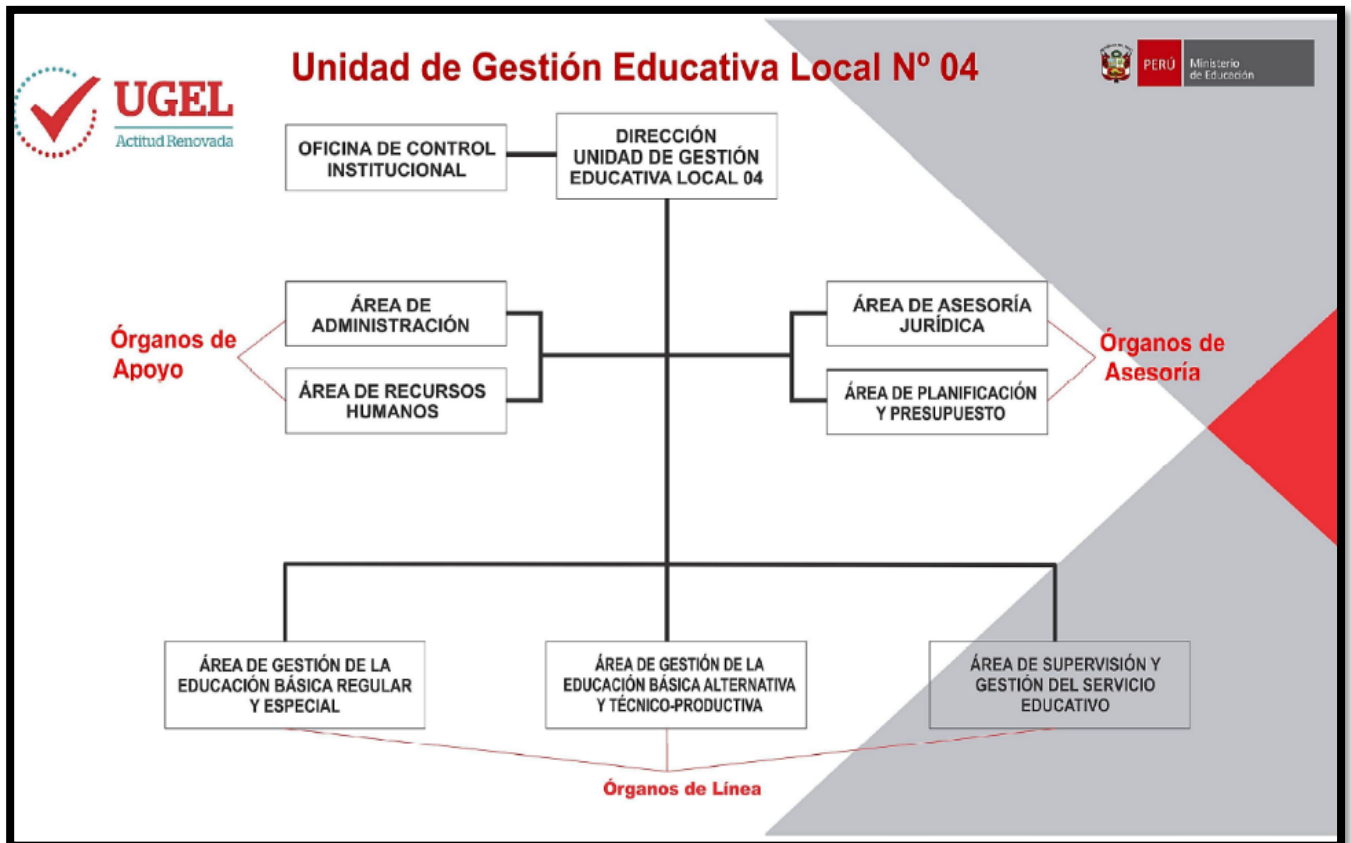 Unidad de Gestión Educativa Local Nº 04
UGEL
Actitud Renovada
PERÚ
Ministerio
de Educación
OFICINA DE CONTROL
INSTITUCIONAL
DIRECCIÓN
UNIDAD DE GESTIÓN
EDUCATIVA LOCAL 04
Órganos de
Apoyo
ÁREA DE
ADMINISTRACIÓN
ÁREA DE RECURSOS
HUMANOS
ÁREA DE ASESORÍA
JURÍDICA
ÁREA DE PLANIFICACIÓN
Y PRESUPUESTO
Órganos de
Asesoría
ÁREA DE GESTIÓN DE LA
EDUCACIÓN BÁSICA REGULAR
Y ESPECIAL
ÁREA DE GESTIÓN DE LA
EDUCACIÓN BÁSICA ALTERNATIVA
Y TÉCNICO-PRODUCTIVA
ÁREA DE SUPERVISIÓN Y
GESTIÓN DEL SERVICIO
EDUCATIVO
Órganos de Línea